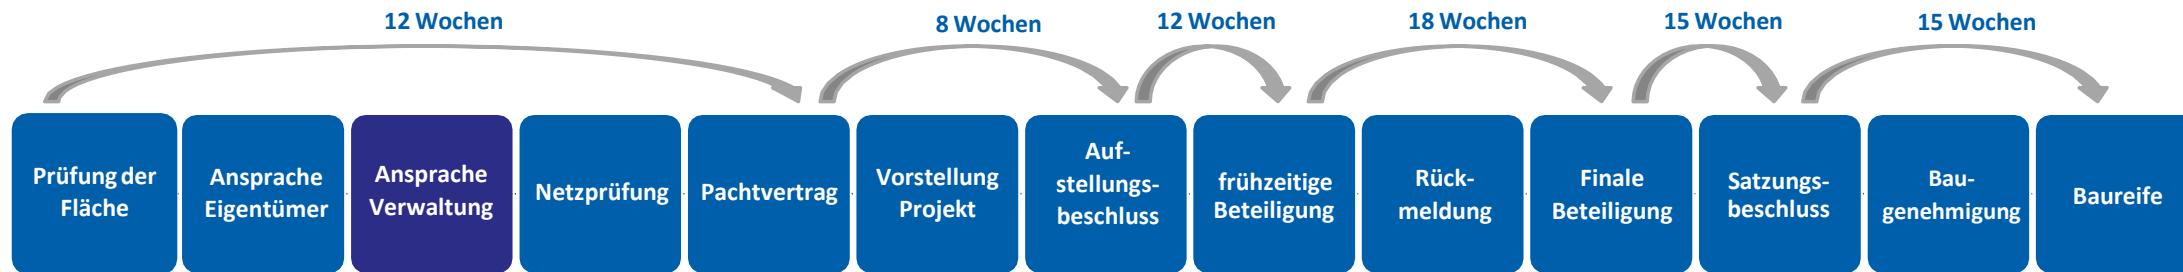 12 Wochen
8 Wochen
12 Wochen
18 Wochen
15 Wochen
15 Wochen
Prüfung der
Fläche
Ansprache
Eigentümer
Ansprache
Verwaltung
Netzprüfung
Pachtvertrag
Vorstellung
Projekt
Auf-
stellungs-
beschluss
frühzeitige
Beteiligung
Rück-
meldung
Finale
Beteiligung
Satzungs-
beschluss
Bau-
genehmigung
Baureife